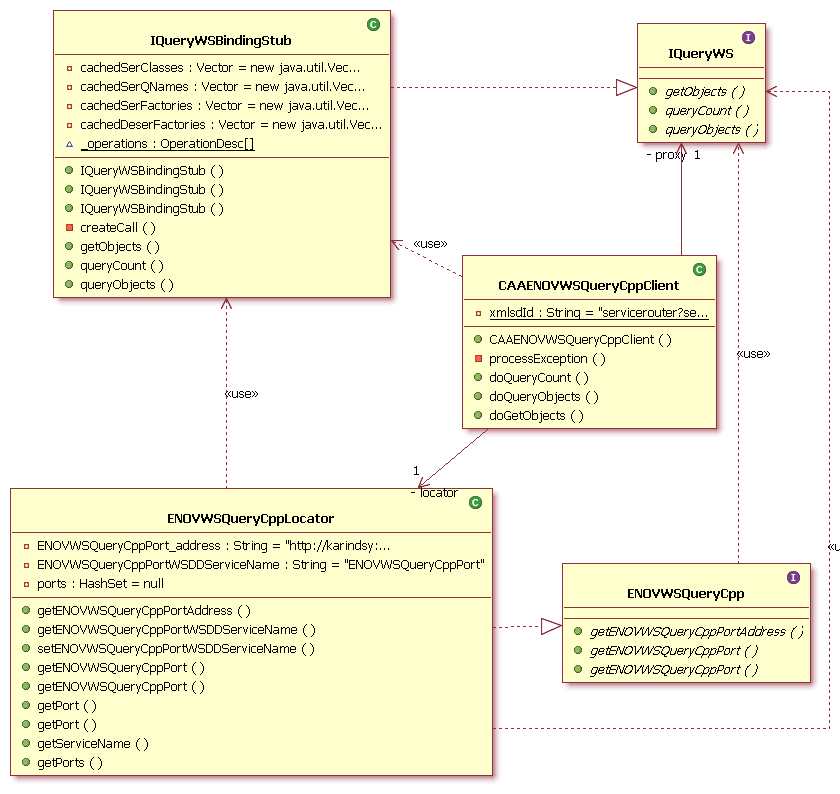 C
IQueryWSBindingStub
cachedSerClasses : Vector = new java.util.Vec...
cachedSerQNames : Vector = new java.util.Vec...
cachedSerFactories : Vector = new java.util.Vec...
cachedDeserFactories : Vector = new java.util.Vec...
_operations : OperationDesc[]
IQueryWSBindingStub ( )
IQueryWSBindingStub ( )
IQueryWSBindingStub ( )
createCall ( )
getObjects ( )
queryCount ( )
queryObjects ( )
I
IQueryWS
getObjects ( )
queryCount ( )
queryObjects ( )
- proxy 1
«use»
C
CAAENOVWSQueryCppClient
xmlsdId : String = "servicerouter?se...
CAAENOVWSQueryCppClient ( )
processException ( )
doQueryCount ( )
doQueryObjects ( )
doGetObjects ( )
«use»
«use»
1
- locator
C
ENOVWSQueryCppLocator
ENOVWSQueryCppPort_address : String = "http://karindsy:...
ENOVWSQueryCppPortWSDDServiceName : String = "ENOVWSQueryCppPort"
ports : HashSet = null
getENOVWSQueryCppPortAddress ( )
getENOVWSQueryCppPortWSDDServiceName ( )
setENOVWSQueryCppPortWSDDServiceName ( )
getENOVWSQueryCppPort ( )
getENOVWSQueryCppPort ( )
getPort ( )
getPort ( )
getServiceName ( )
getPorts ( )
«u
I
ENOVWSQueryCpp
getENOVWSQueryCppPortAddress ( )
getENOVWSQueryCppPort ( )
getENOVWSQueryCppPort ( )